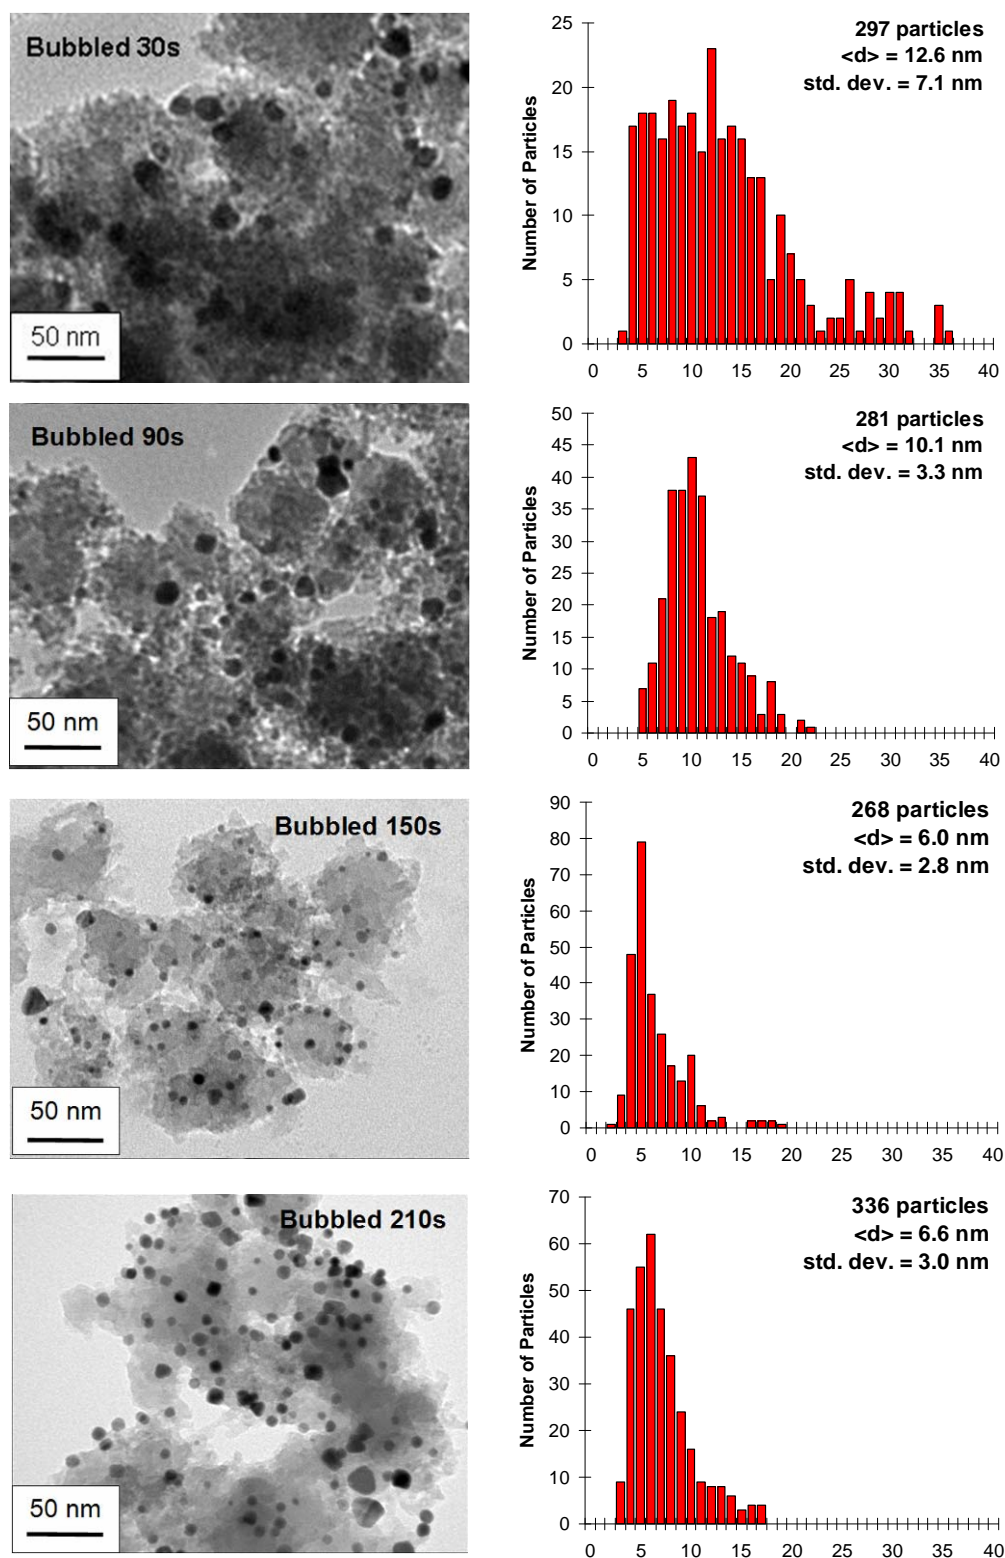 Bubbled 30s
50 nm
297 particles
<d> = 12.6 nm
std. dev. = 7.1 nm
Number of Particles
25
20
15
10
5
0
0 5 10 15 20 25 30 35 40
Bubbled 90s
50 nm
281 particles
<d> = 10.1 nm
std. dev. = 3.3 nm
Number of Particles
50
45
40
35
30
25
20
15
10
5
0
0 5 10 15 20 25 30 35 40
Bubbled 150s
50 nm
268 particles
<d> = 6.0 nm
std. dev. = 2.8 nm
Number of Particles
90
80
70
60
50
40
30
20
10
0
0 5 10 15 20 25 30 35 40
Bubbled 210s
50 nm
336 particles
<d> = 6.6 nm
std. dev. = 3.0 nm
Number of Particles
70
60
50
40
30
20
10
0
0 5 10 15 20 25 30 35 40